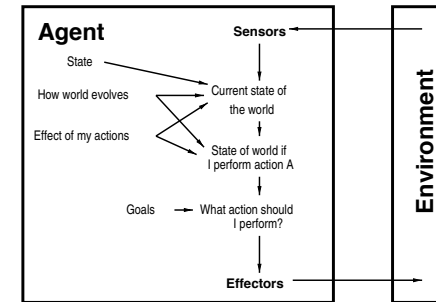 Agent
Sensors
State
How world evolves
Current state of
the world
Effect of my actions
State of world if
I perform action A
Goals
What action should
I perform?
Effectors
Environment